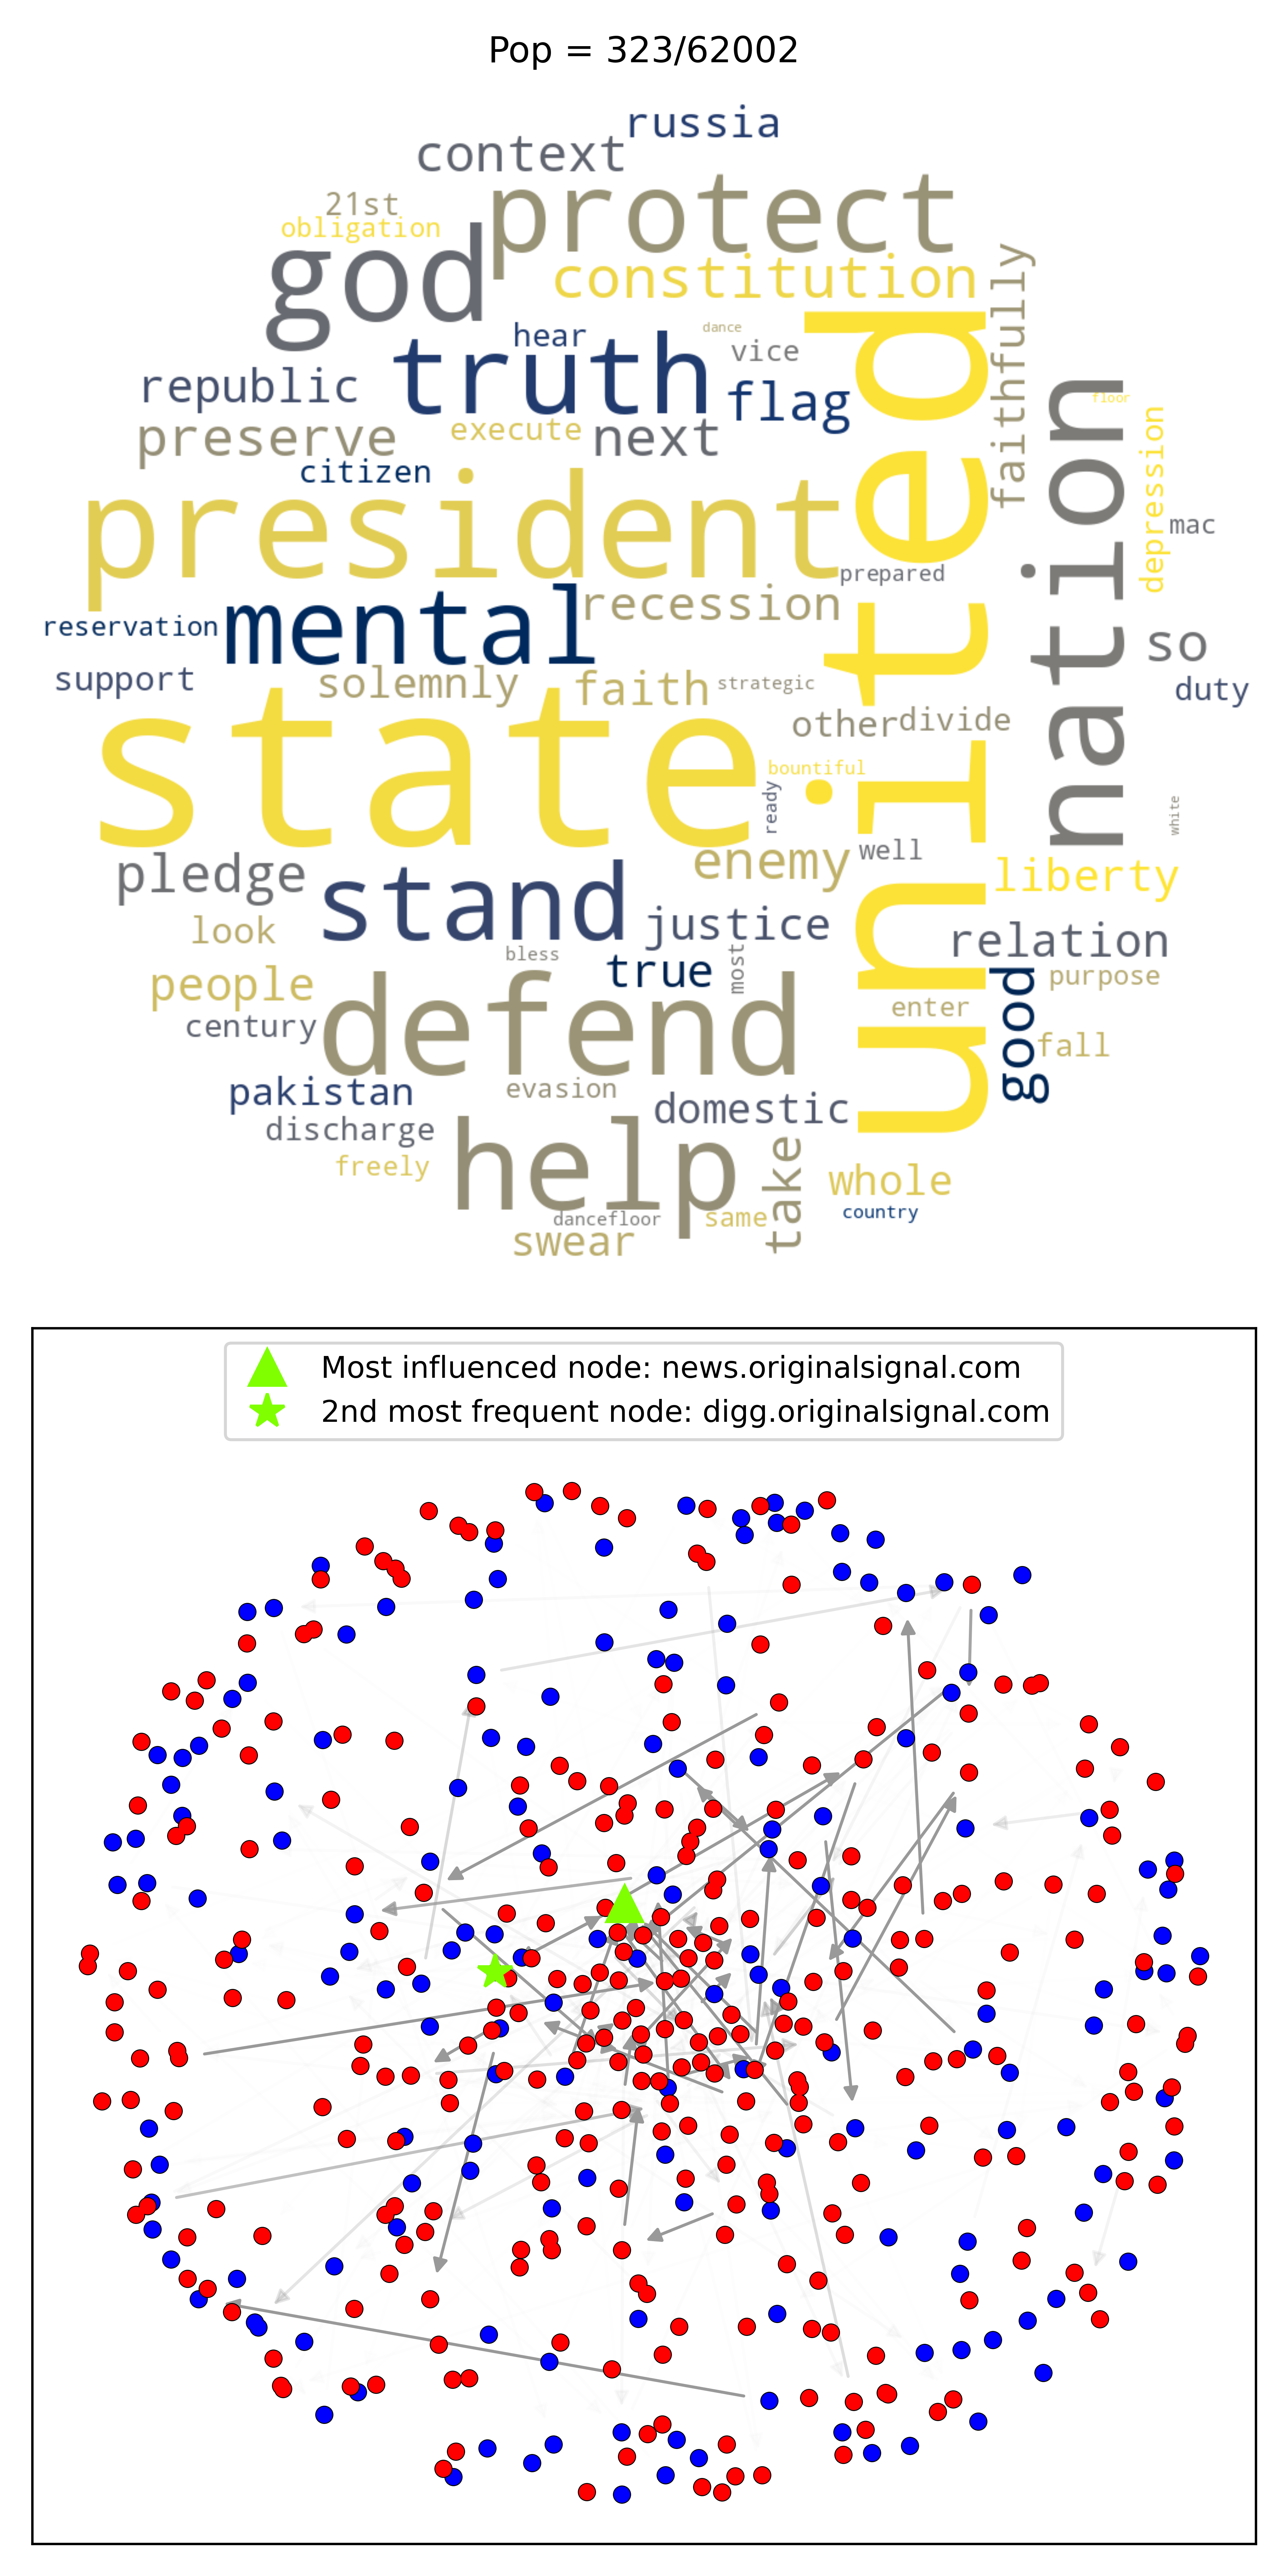 Pop = 323/62002
russia
context
protect
21st
obligation
god
constitution
faithfully
hear
dance
truth
vice
republic
flag
united
nation
floor
preserve
execute
next
depression
citizen
president
mac
prepared
mental
recession
reservation
so
support
solemnly
faith
strategic
duty
state
other
divide
bountiful
ready
white
pledge
stand
enemy
well
liberty
look
justice
relation
bless
true
most
people
defend
good
purpose
century
enter
fall
pakistan
evasion
domestic
discharge
help
take
freely
whole
dancefloor
same
country
swear
Most influenced node: news.originalsignal.com
2nd most frequent node: digg.originalsignal.com